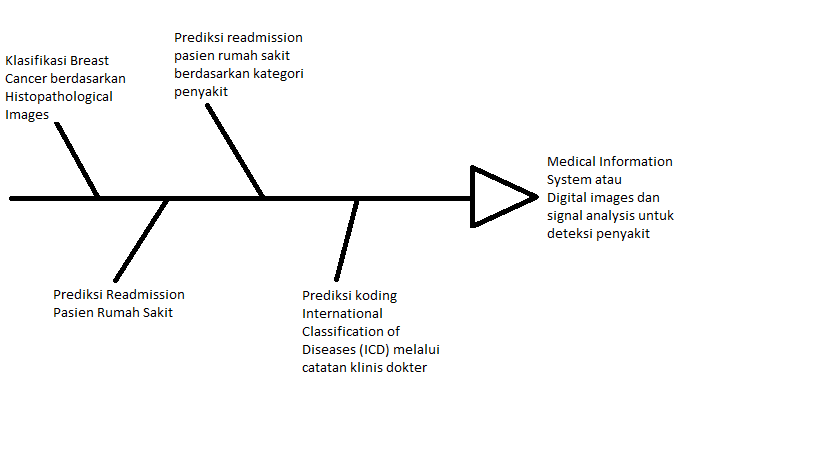 Klasifikasi Breast
Cancer berdasarkan
Histopathological
Images
Prediksi readmission
pasien rumah sakit
berdasarkan kategori
penyakit
Medical Information
System atau
Digital images dan
signal analysis untuk
deteksi penyakit
Prediksi Readmission
Pasien Rumah Sakit
Prediksi koding
International
Classification of
Diseases (ICD) melalui
catatan klinis dokter